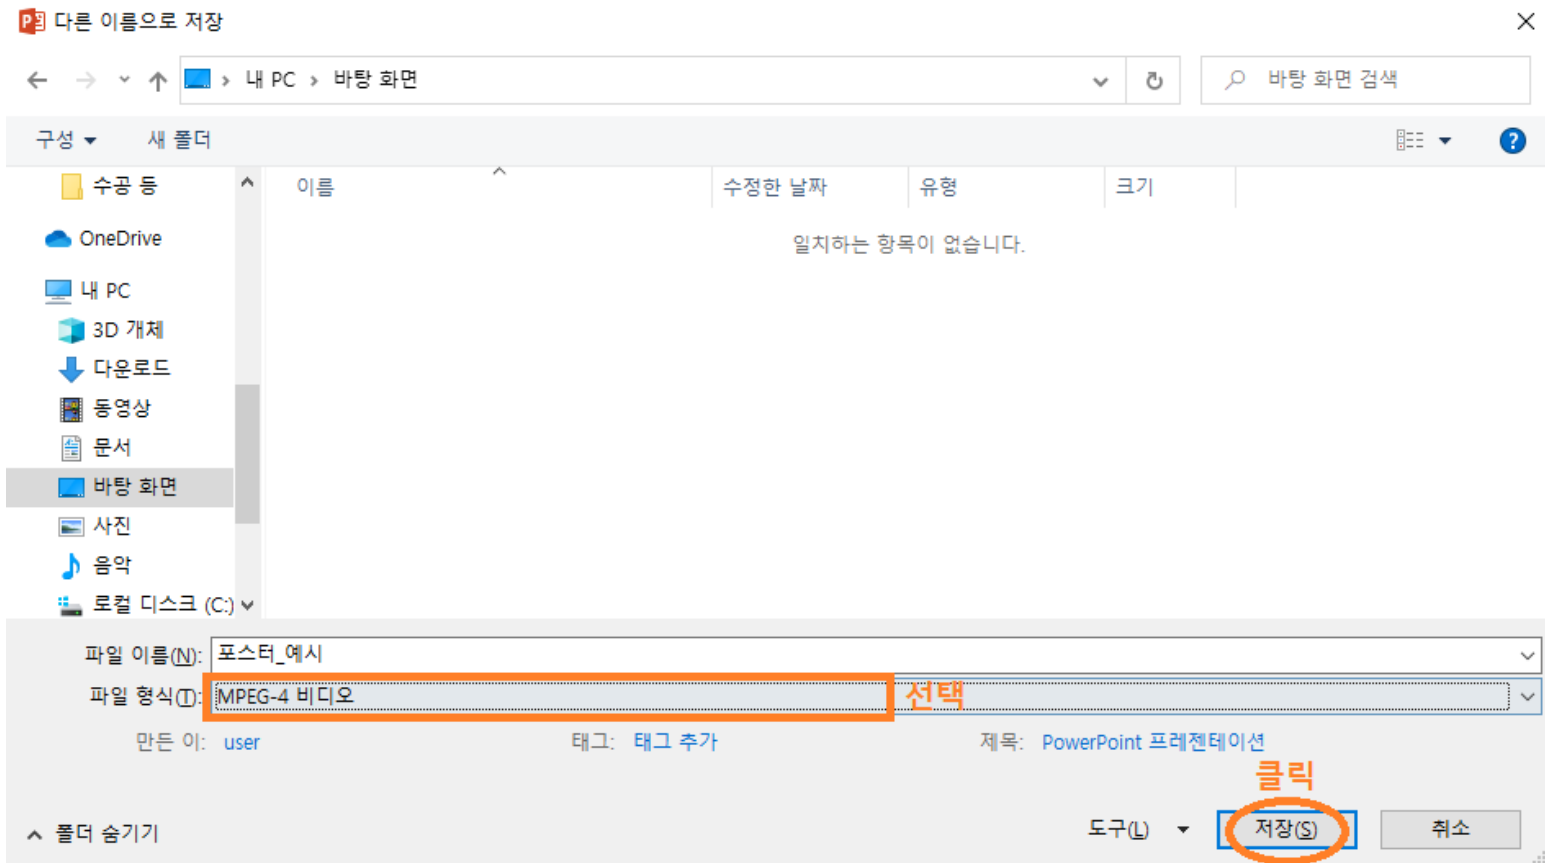 다른 이름으로 저장
내 PC > 바탕 화면
바탕 화면 검색
구성
새 폴더
수공 등
이름
수정한 날짜
유형
크기
OneDrive
일치하는 항목이 없습니다.
내 PC
3D 개체
다운로드
동영상
문서
바탕 화면
사진
음악
로컬 디스크 (C:)
파일 이름(N): 포스터_예시
파일 형식(T): MPEG-4 비디오 선택
만든 이: user 태그: 태그 추가 제목: PowerPoint 프레젠테이션
클릭
폴더 숨기기
도구(L) 저장(S) 취소